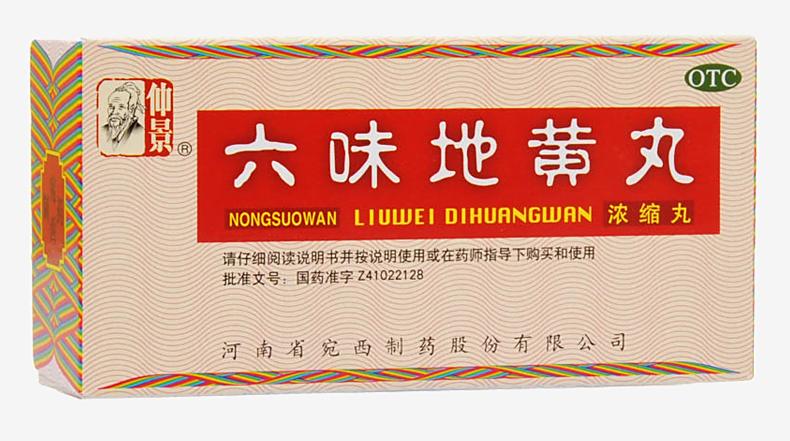 仲景®
OTC
六味地黄丸
NONGSUOWAN LIUWEI DIHUANGWAN 浓缩丸
请仔细阅读说明书并按说明使用或在药师指导下购买和使用
批准文号：国药准字 Z41022128
河南省宛西制药股份有限公司